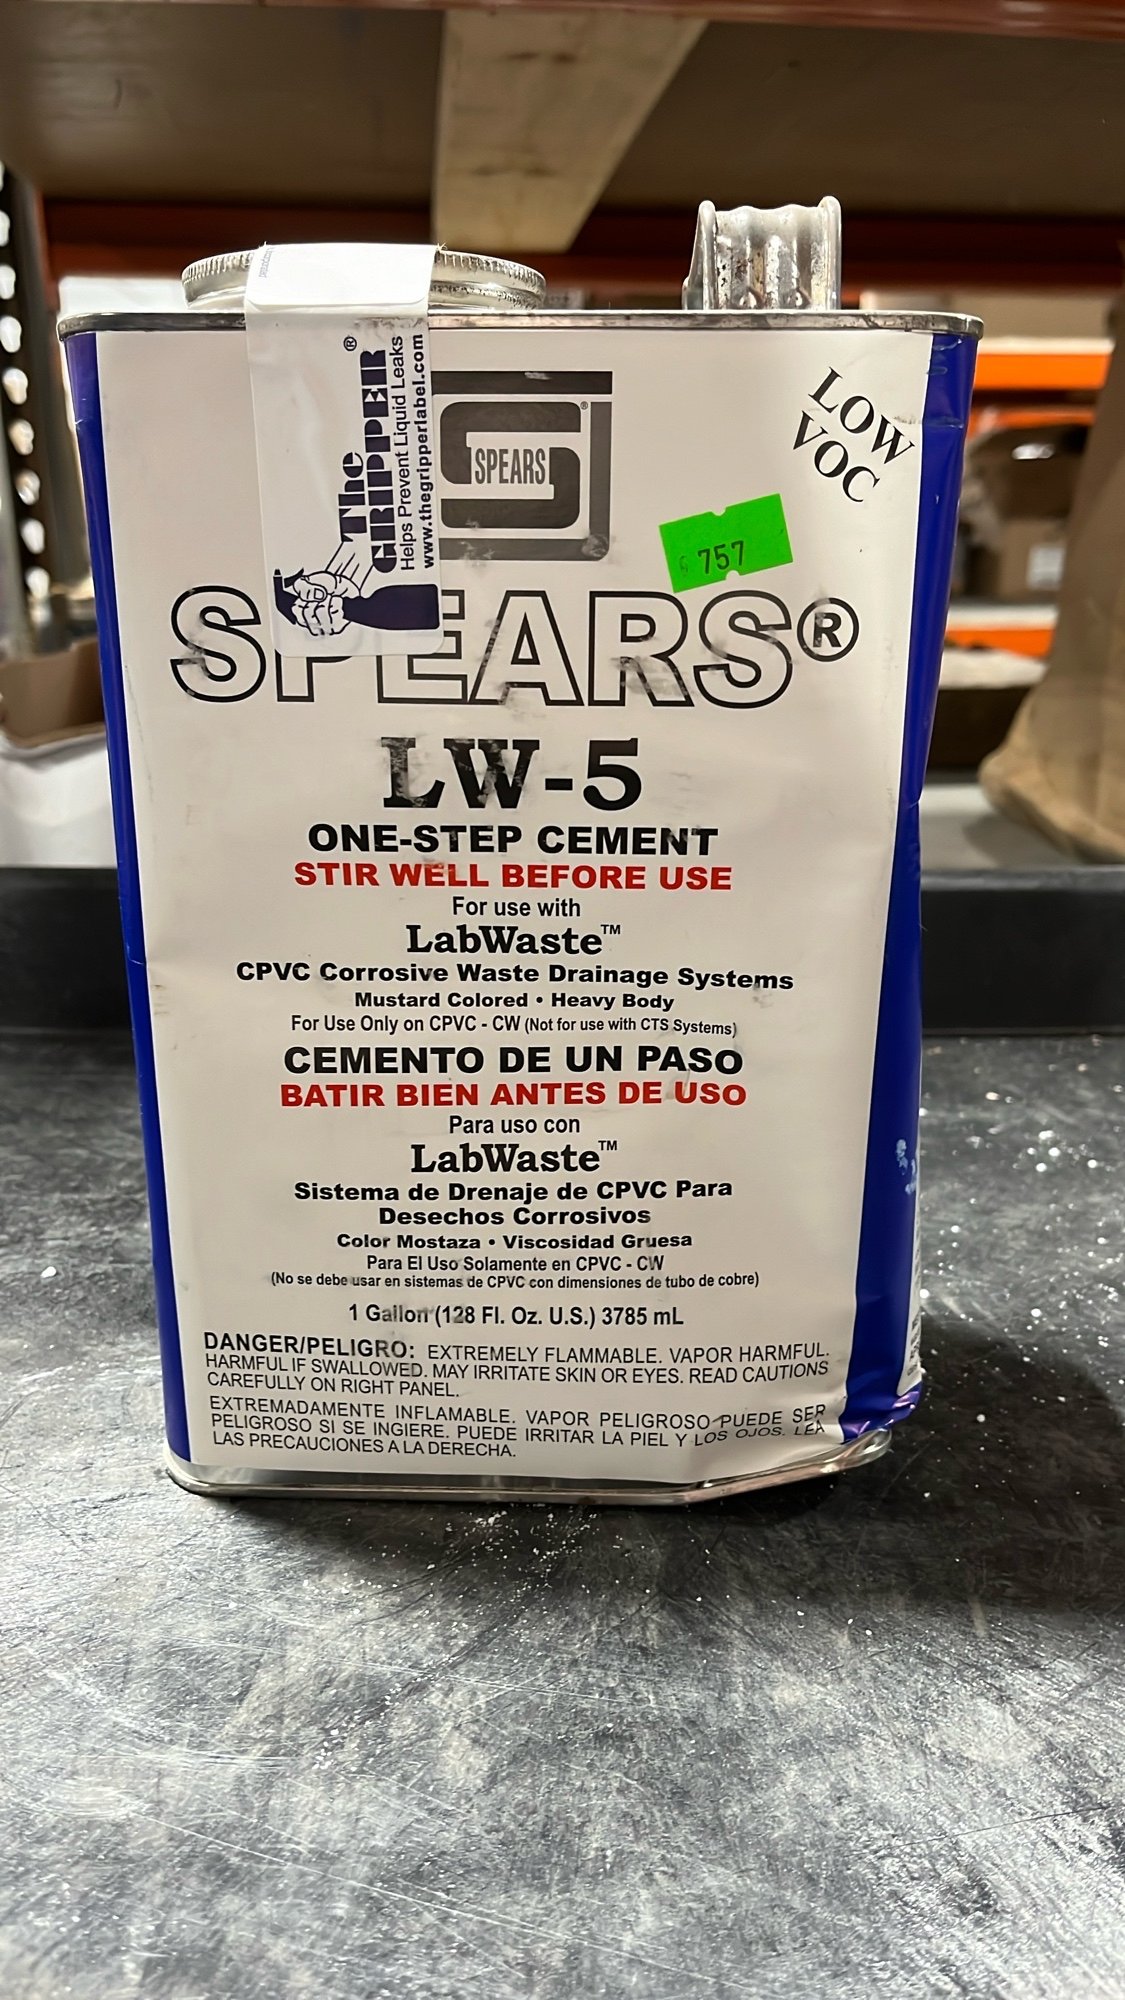 The
GRIPPER®
Helps Prevent Liquid Leaks
www.thegripperlabel.com
SPEARS®
LOW
VOC
757
SPEARS®
LW-5
ONE-STEP CEMENT
STIR WELL BEFORE USE
For use with
LabWaste™
CPVC Corrosive Waste Drainage Systems
Mustard Colored • Heavy Body
For Use Only on CPVC - CW (Not for use with CTS Systems)
CEMENTO DE UN PASO
BATIR BIEN ANTES DE USO
Para uso con
LabWaste™
Sistema de Drenaje de CPVC Para
Desechos Corrosivos
Color Mostaza • Viscosidad Gruesa
Para El Uso Solamente en CPVC - CW
(No se debe usar en sistemas de CPVC con dimensiones de tubo de cobre)
1 Gallon (128 Fl. Oz. U.S.) 3785 mL
DANGER/PELIGRO: EXTREMELY FLAMMABLE. VAPOR HARMFUL.
HARMFUL IF SWALLOWED. MAY IRRITATE SKIN OR EYES. READ CAUTIONS
CAREFULLY ON RIGHT PANEL.
EXTREMADAMENTE INFLAMABLE. VAPOR PELIGROSO PUEDE SER
PELIGROSO SI SE INGIERE. PUEDE IRRITAR LA PIEL Y LOS OJOS. LEA
LAS PRECAUCIONES A LA DERECHA.